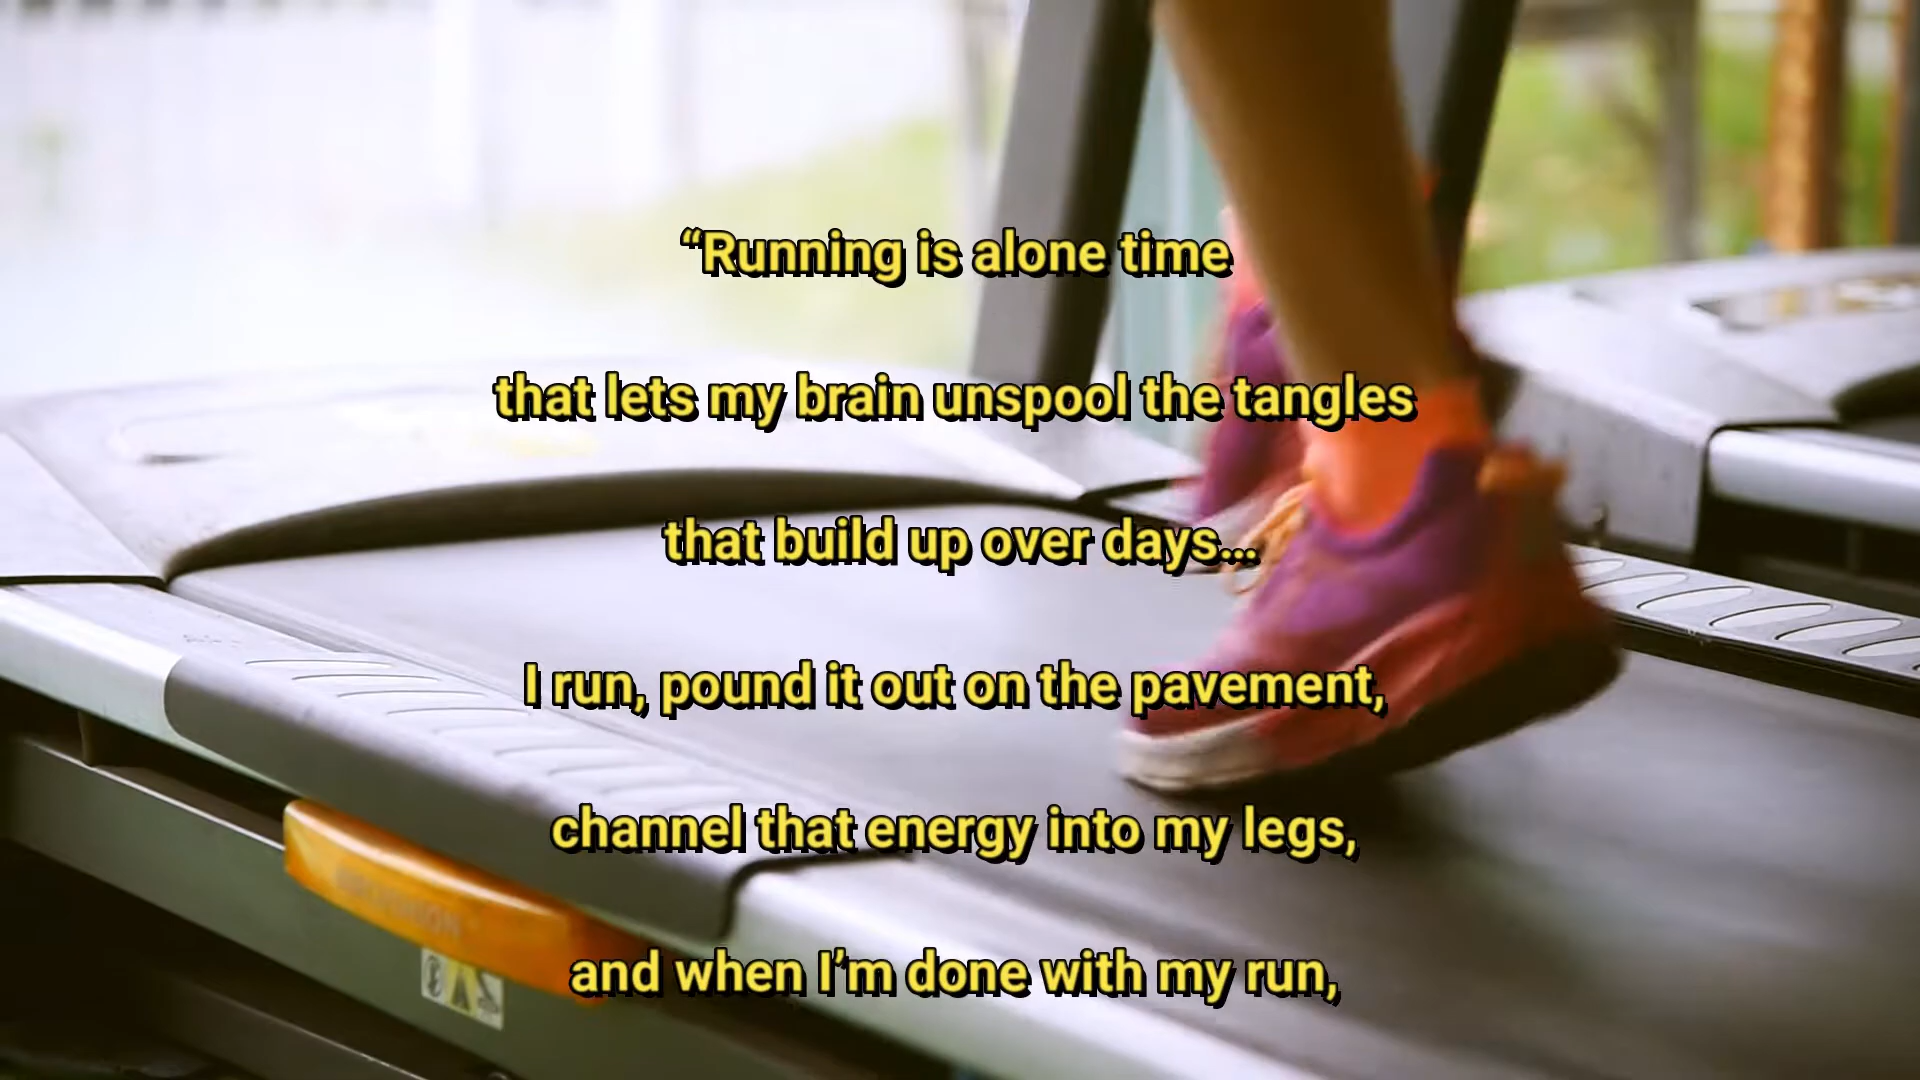 “Running is alone time
that lets my brain unspool the tangles
that build up over days...
I run, pound it out on the pavement,
channel that energy into my legs,
and when I’m done with my run,